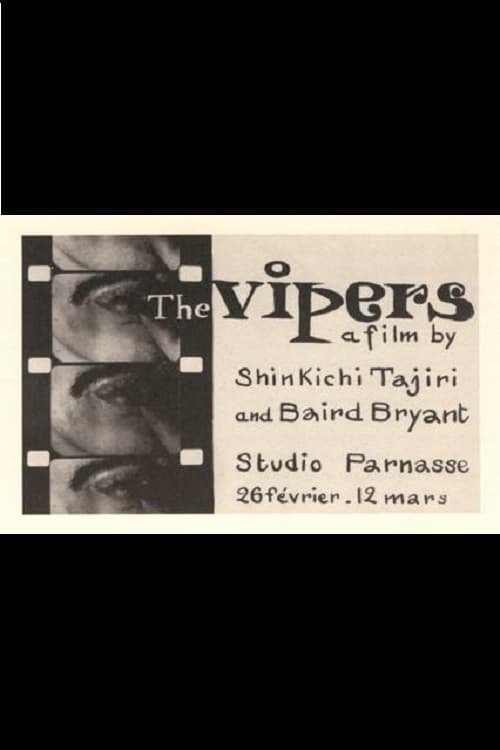 The vipers
a film by
Shinkichi Tajiri
and Baird Bryant
Studio Parnasse
26 février. 12 mars